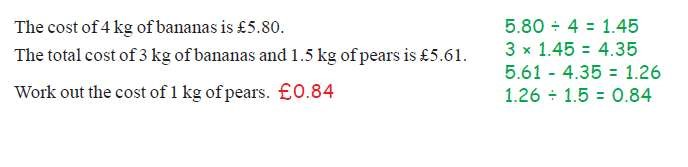 The cost of 4 kg of bananas is £5.80.
The total cost of 3 kg of bananas and 1.5 kg of pears is £5.61.
Work out the cost of 1 kg of pears. £0.84
5.80 ÷ 4 = 1.45
3 × 1.45 = 4.35
5.61 - 4.35 = 1.26
1.26 ÷ 1.5 = 0.84